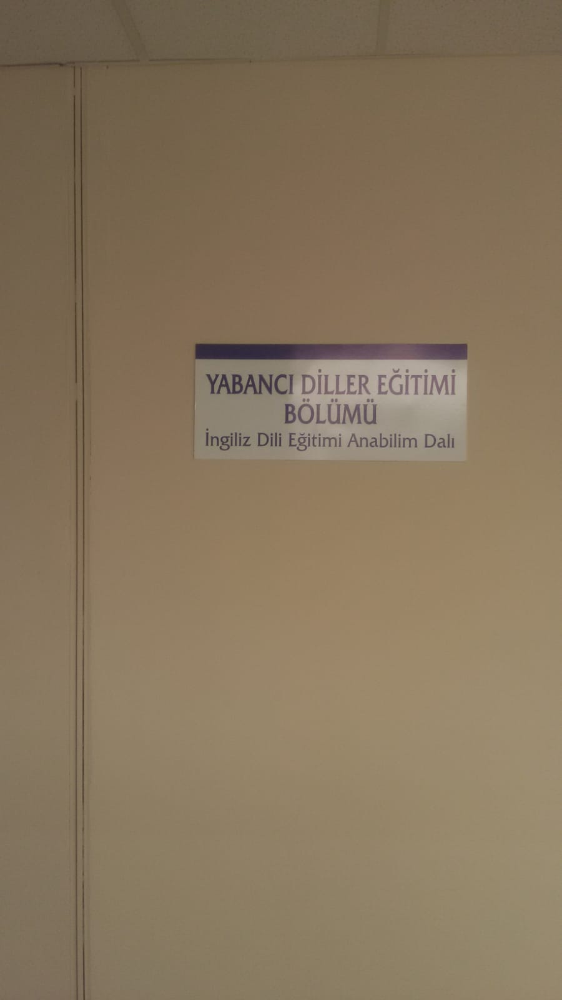 YABANCI DİLLER EĞİTİMİ
BÖLÜMÜ
İngiliz Dili Eğitimi Anabilim Dalı